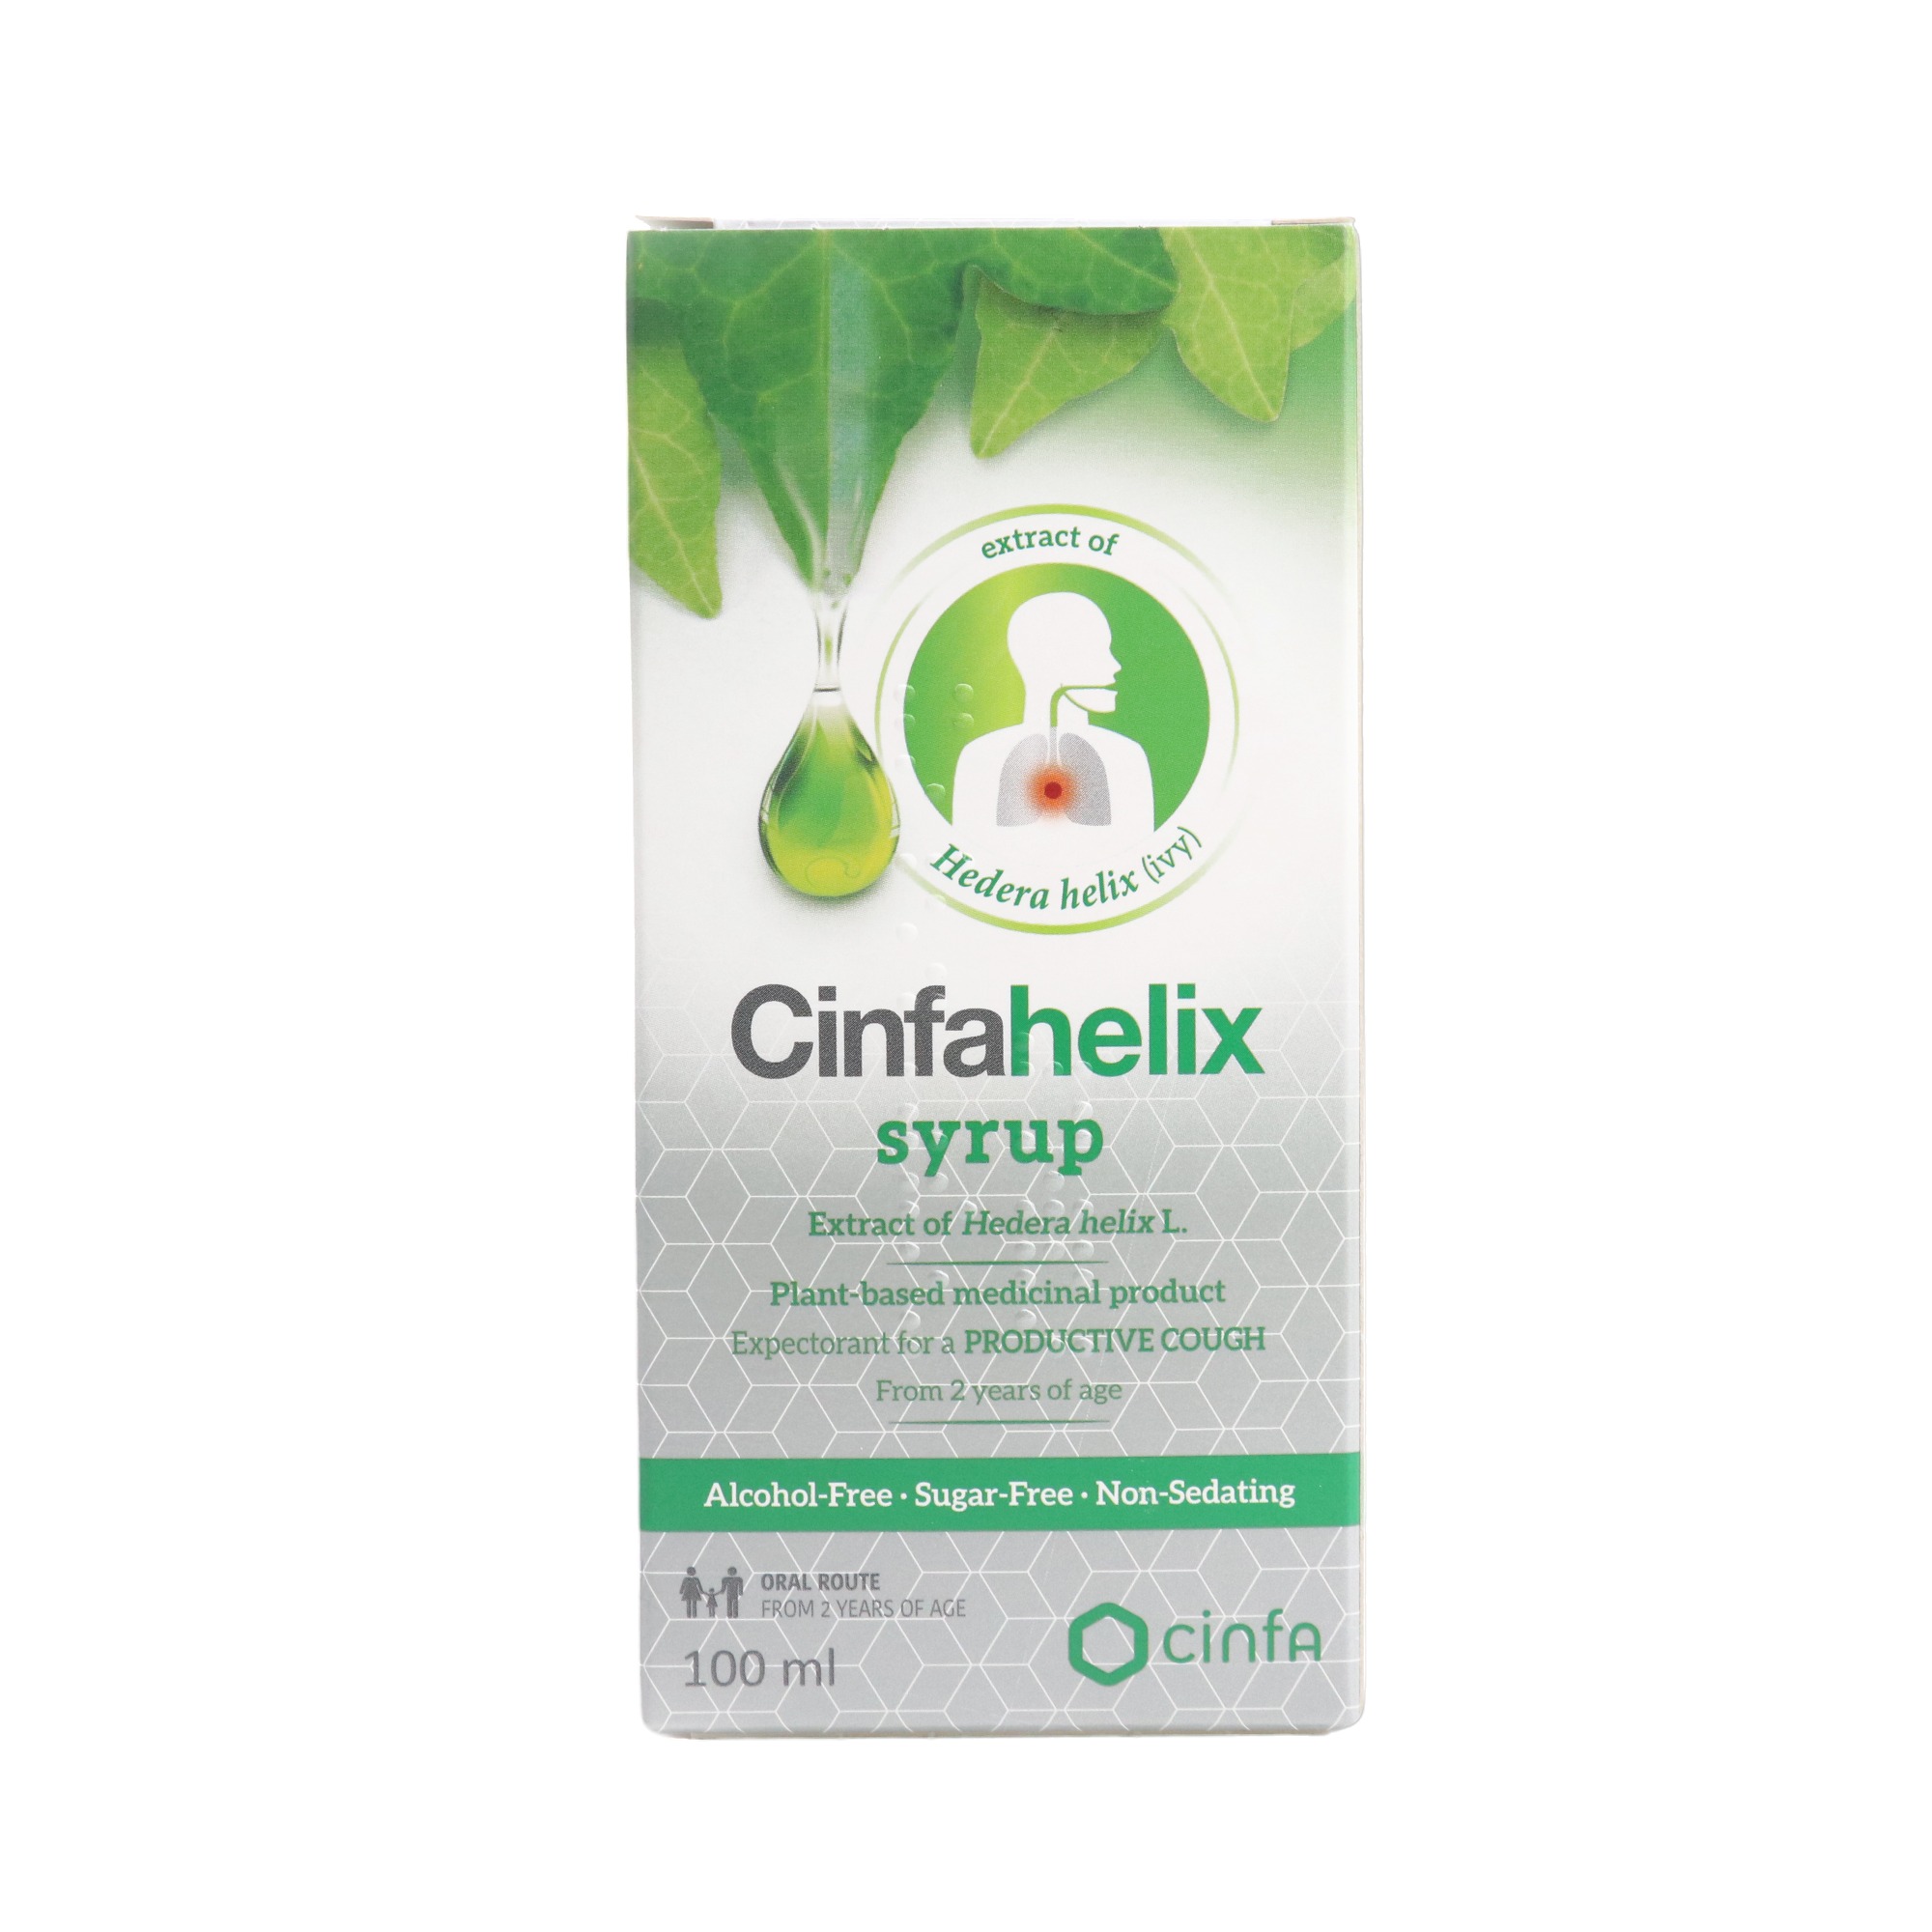 extract of
Hedera helix (ivy)
Cinfahelix
syrup
Extract of Hedera helix L.
Plant-based medicinal product
Expectorant for a PRODUCTIVE COUGH
From 2 years of age
Alcohol-Free · Sugar-Free · Non-Sedating
ORAL ROUTE
FROM 2 YEARS OF AGE
100 ml
cinfa